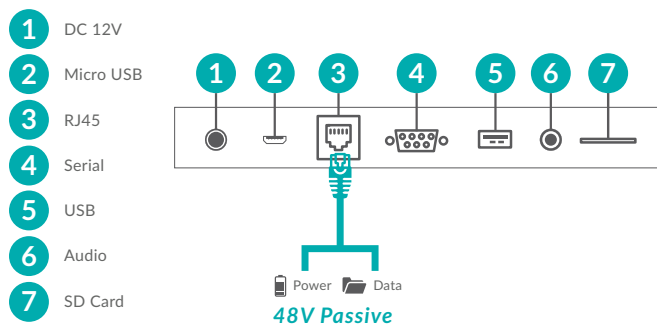 1 DC 12V
2 Micro USB
3 RJ45
4 Serial
5 USB
6 Audio
7 SD Card
1 2 3 4 5 6 7
Power Data
48V Passive